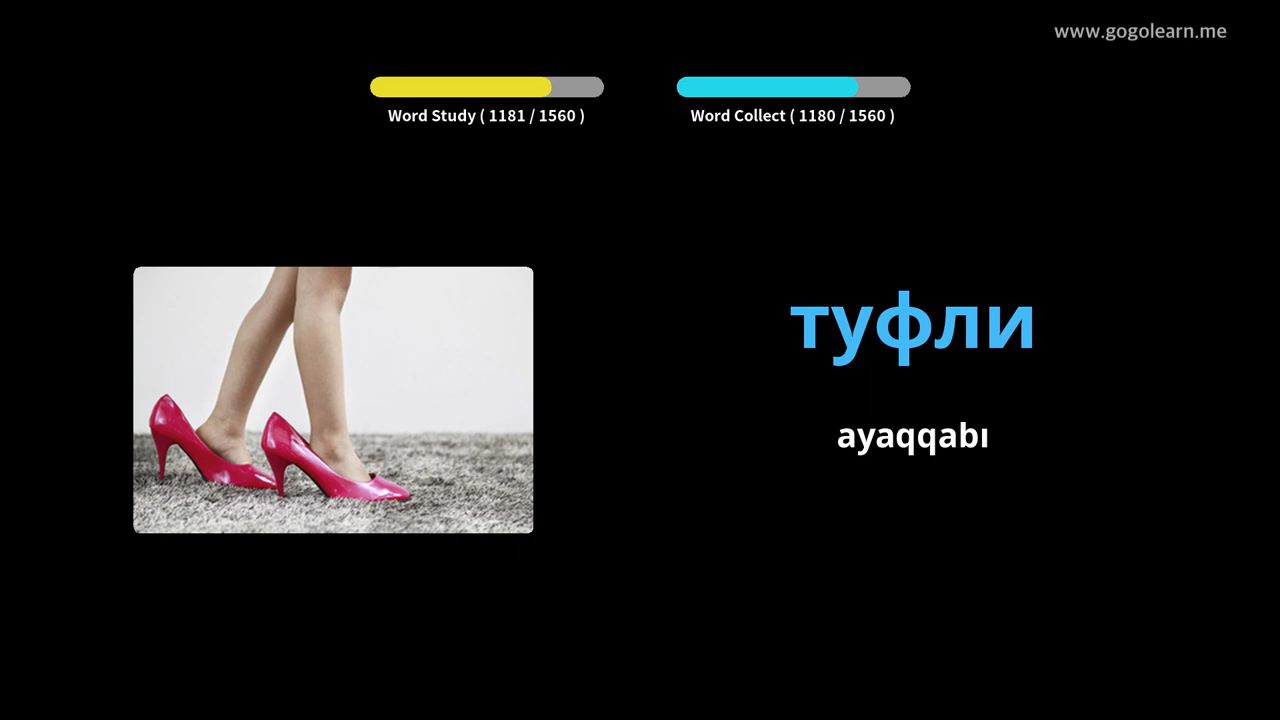 www.gogolearn.me
Word Study ( 1181 / 1560 )
Word Collect ( 1180 / 1560 )
туфли
ayaqqabı